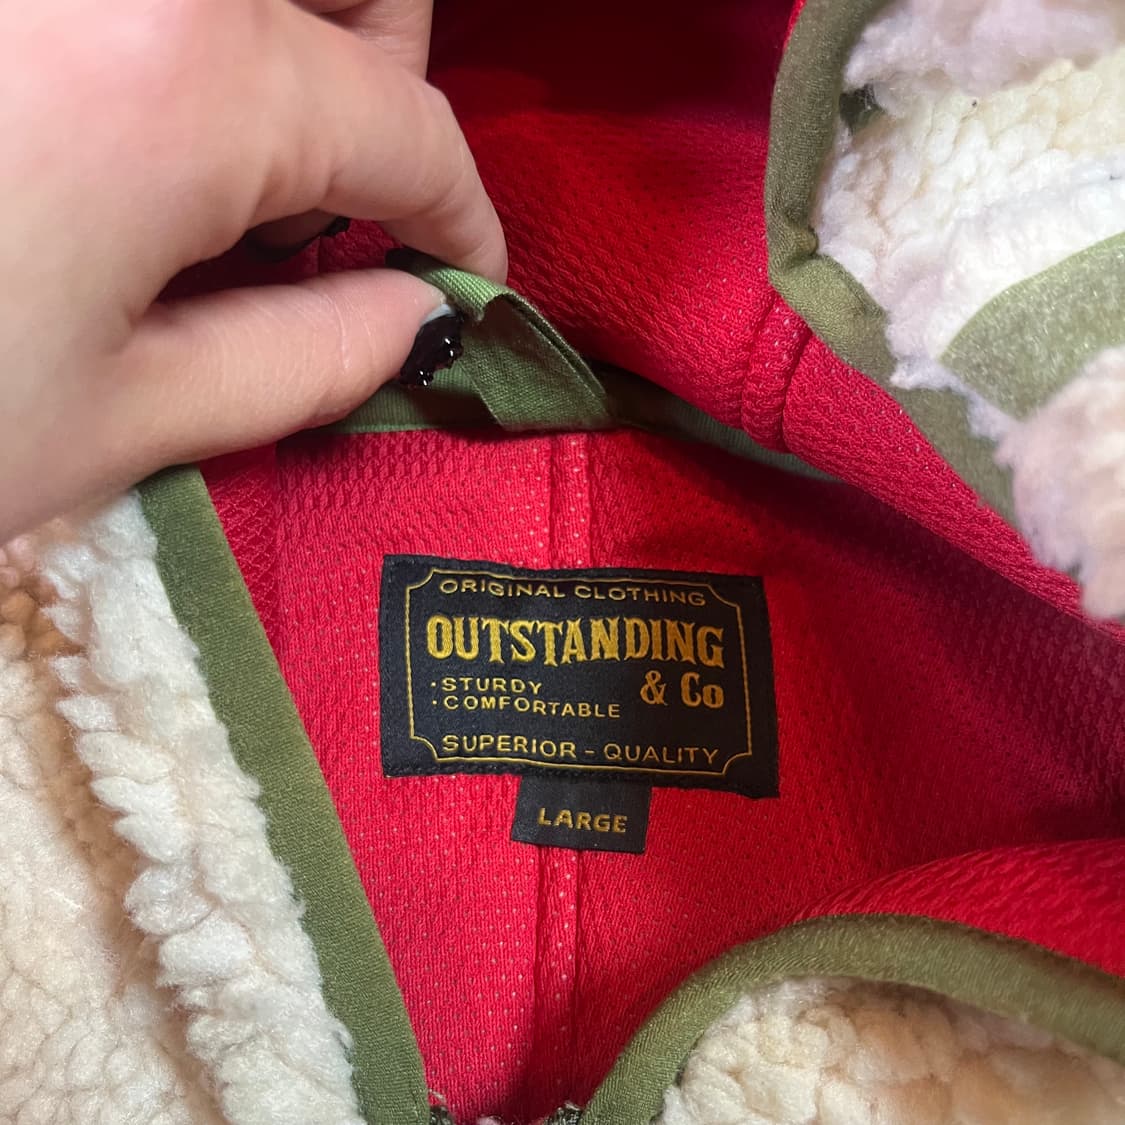 ORIGINAL CLOTHING
OUTSTANDING
& Co
·STURDY
·COMFORTABLE
SUPERIOR - QUALITY
LARGE